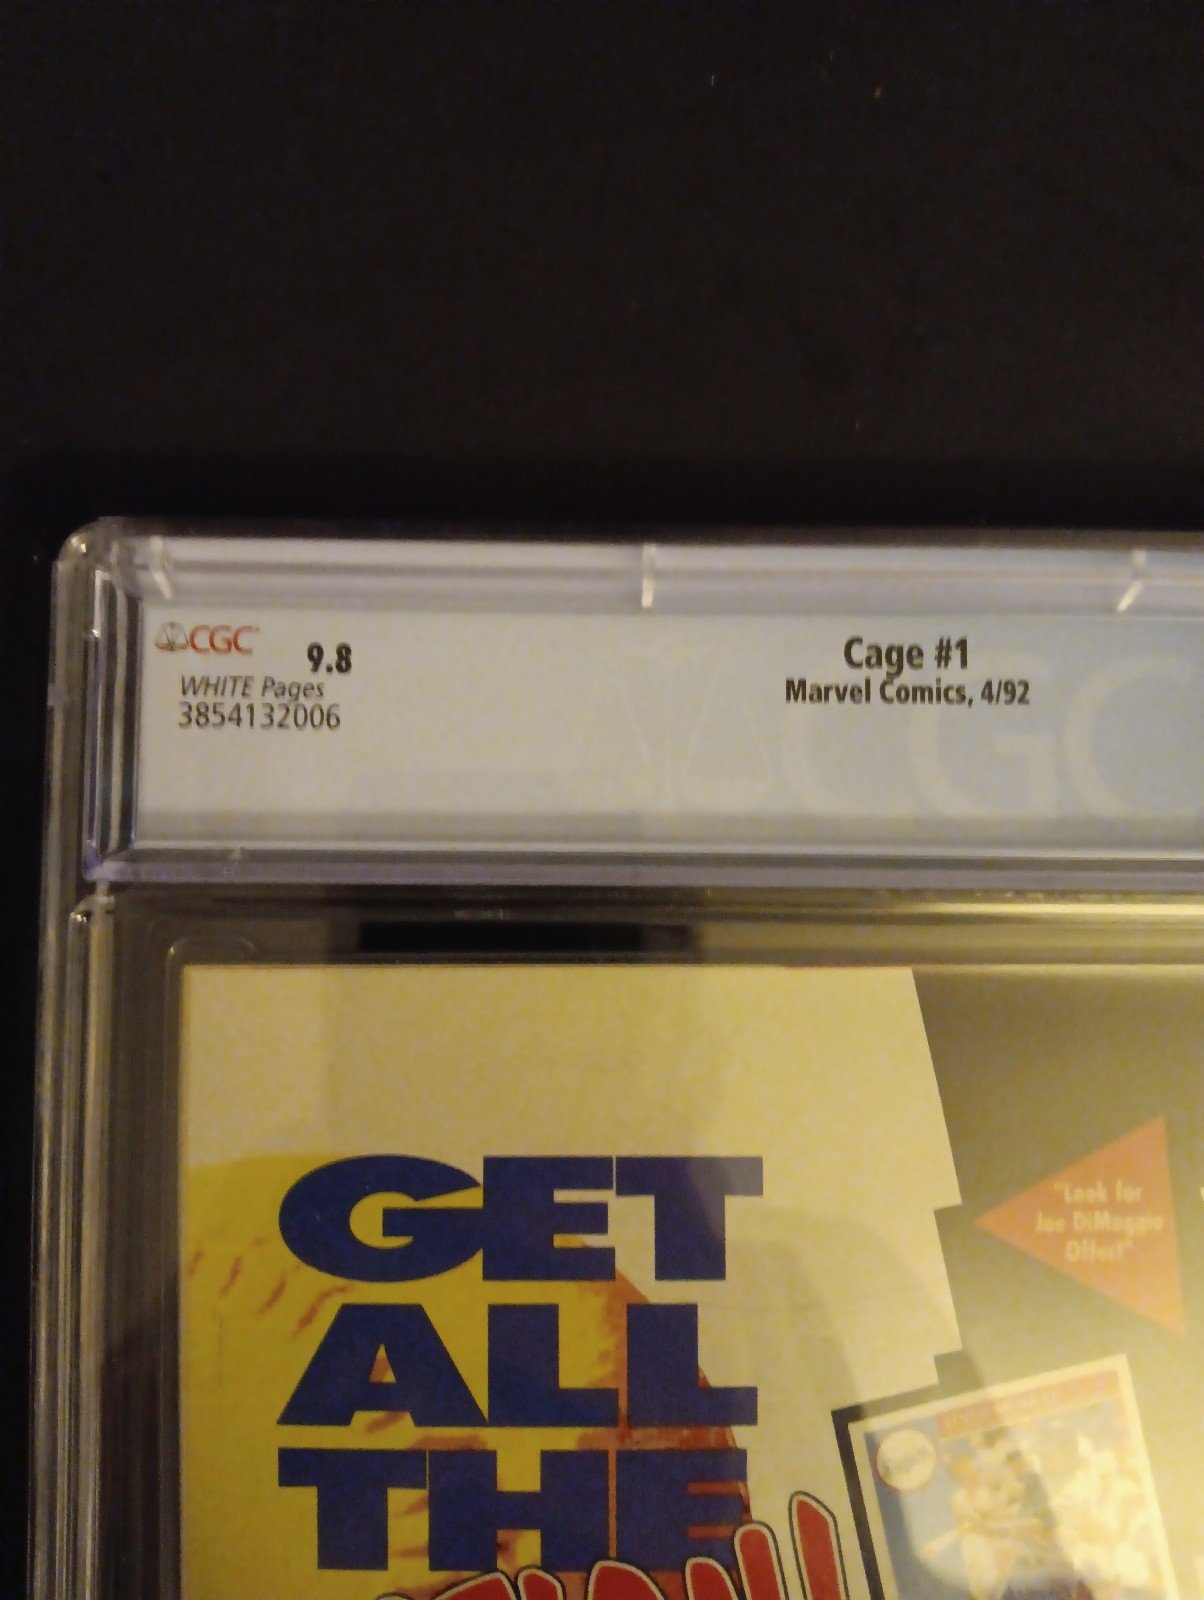 CGC 9.8
WHITE Pages
3854132006
Cage #1
Marvel Comics, 4/92
CGC
GET
ALL
THE
"Look for
Joe DiMaggio
Offer!"